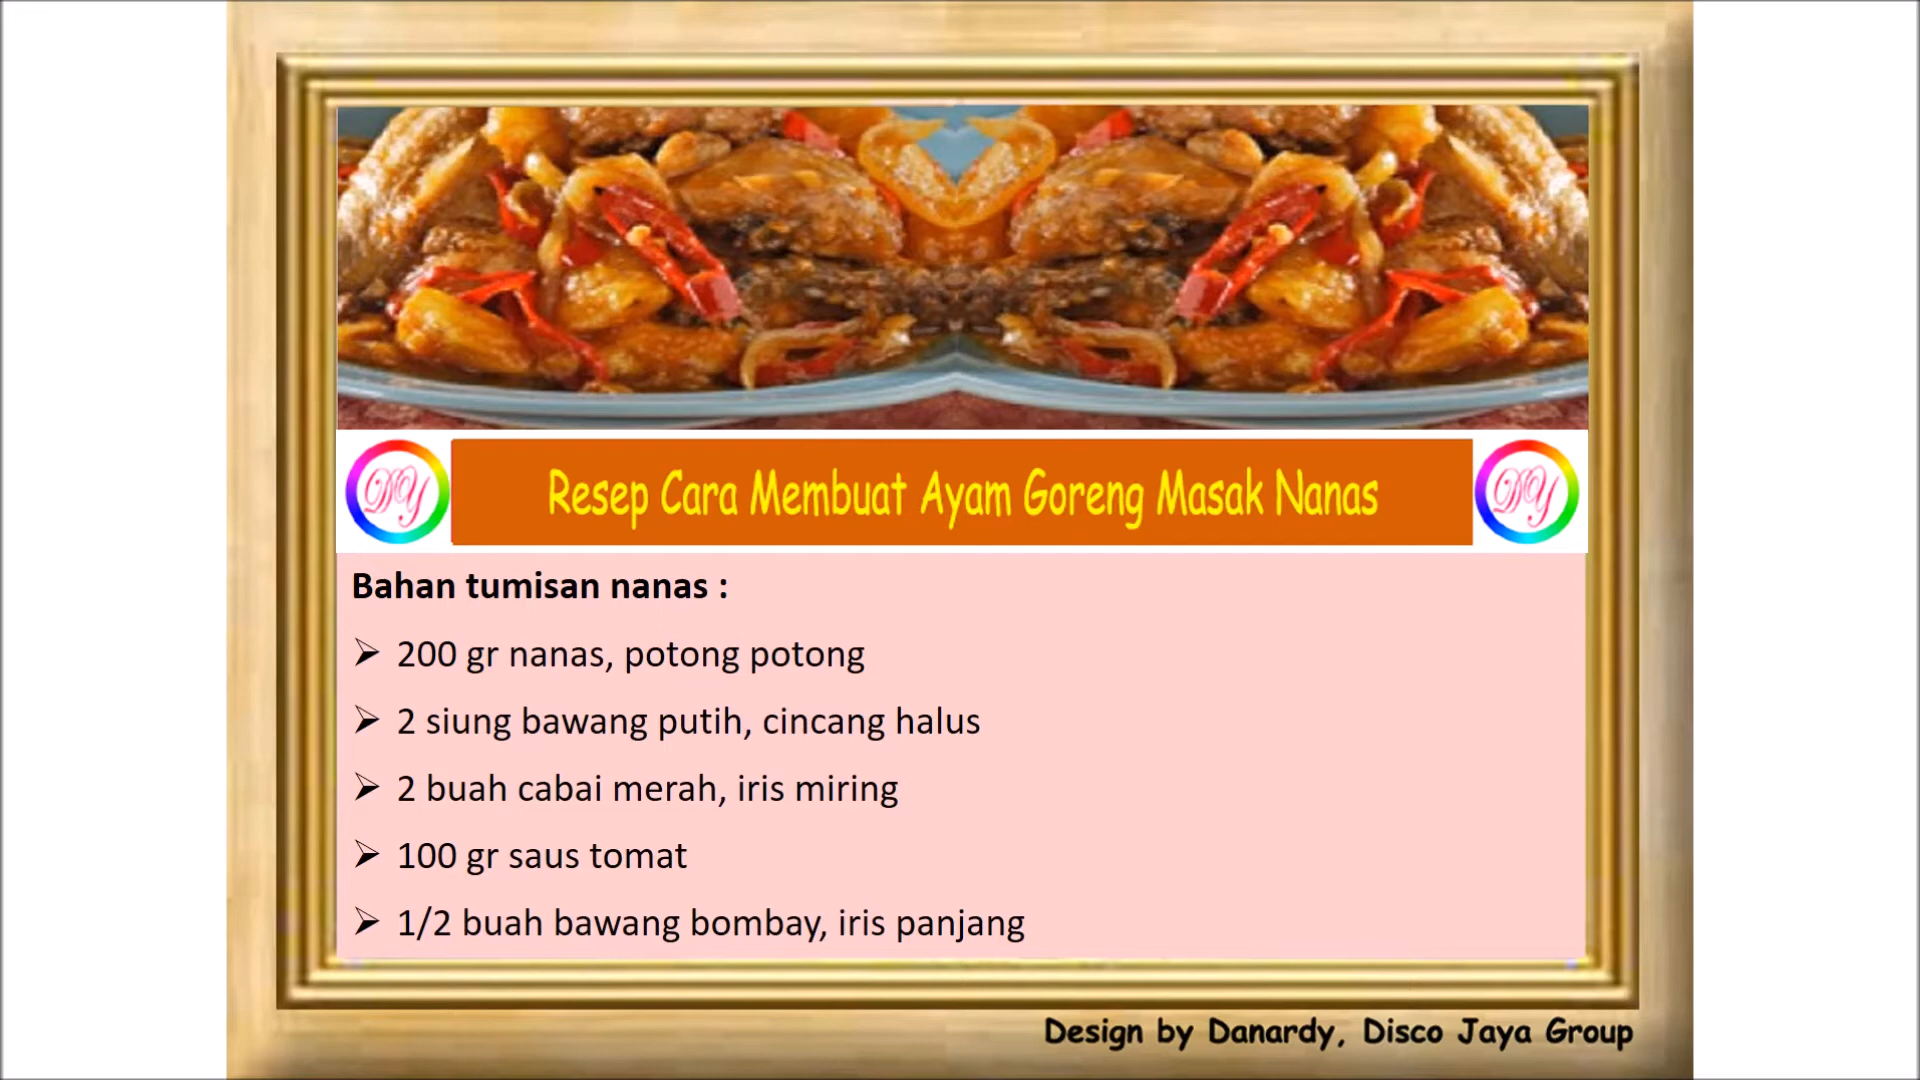 DY
Resep Cara Membuat Ayam Goreng Masak Nanas
DY
Bahan tumisan nanas :
200 gr nanas, potong potong
2 siung bawang putih, cincang halus
2 buah cabai merah, iris miring
100 gr saus tomat
1/2 buah bawang bombay, iris panjang
Design by Danardy, Disco Jaya Group